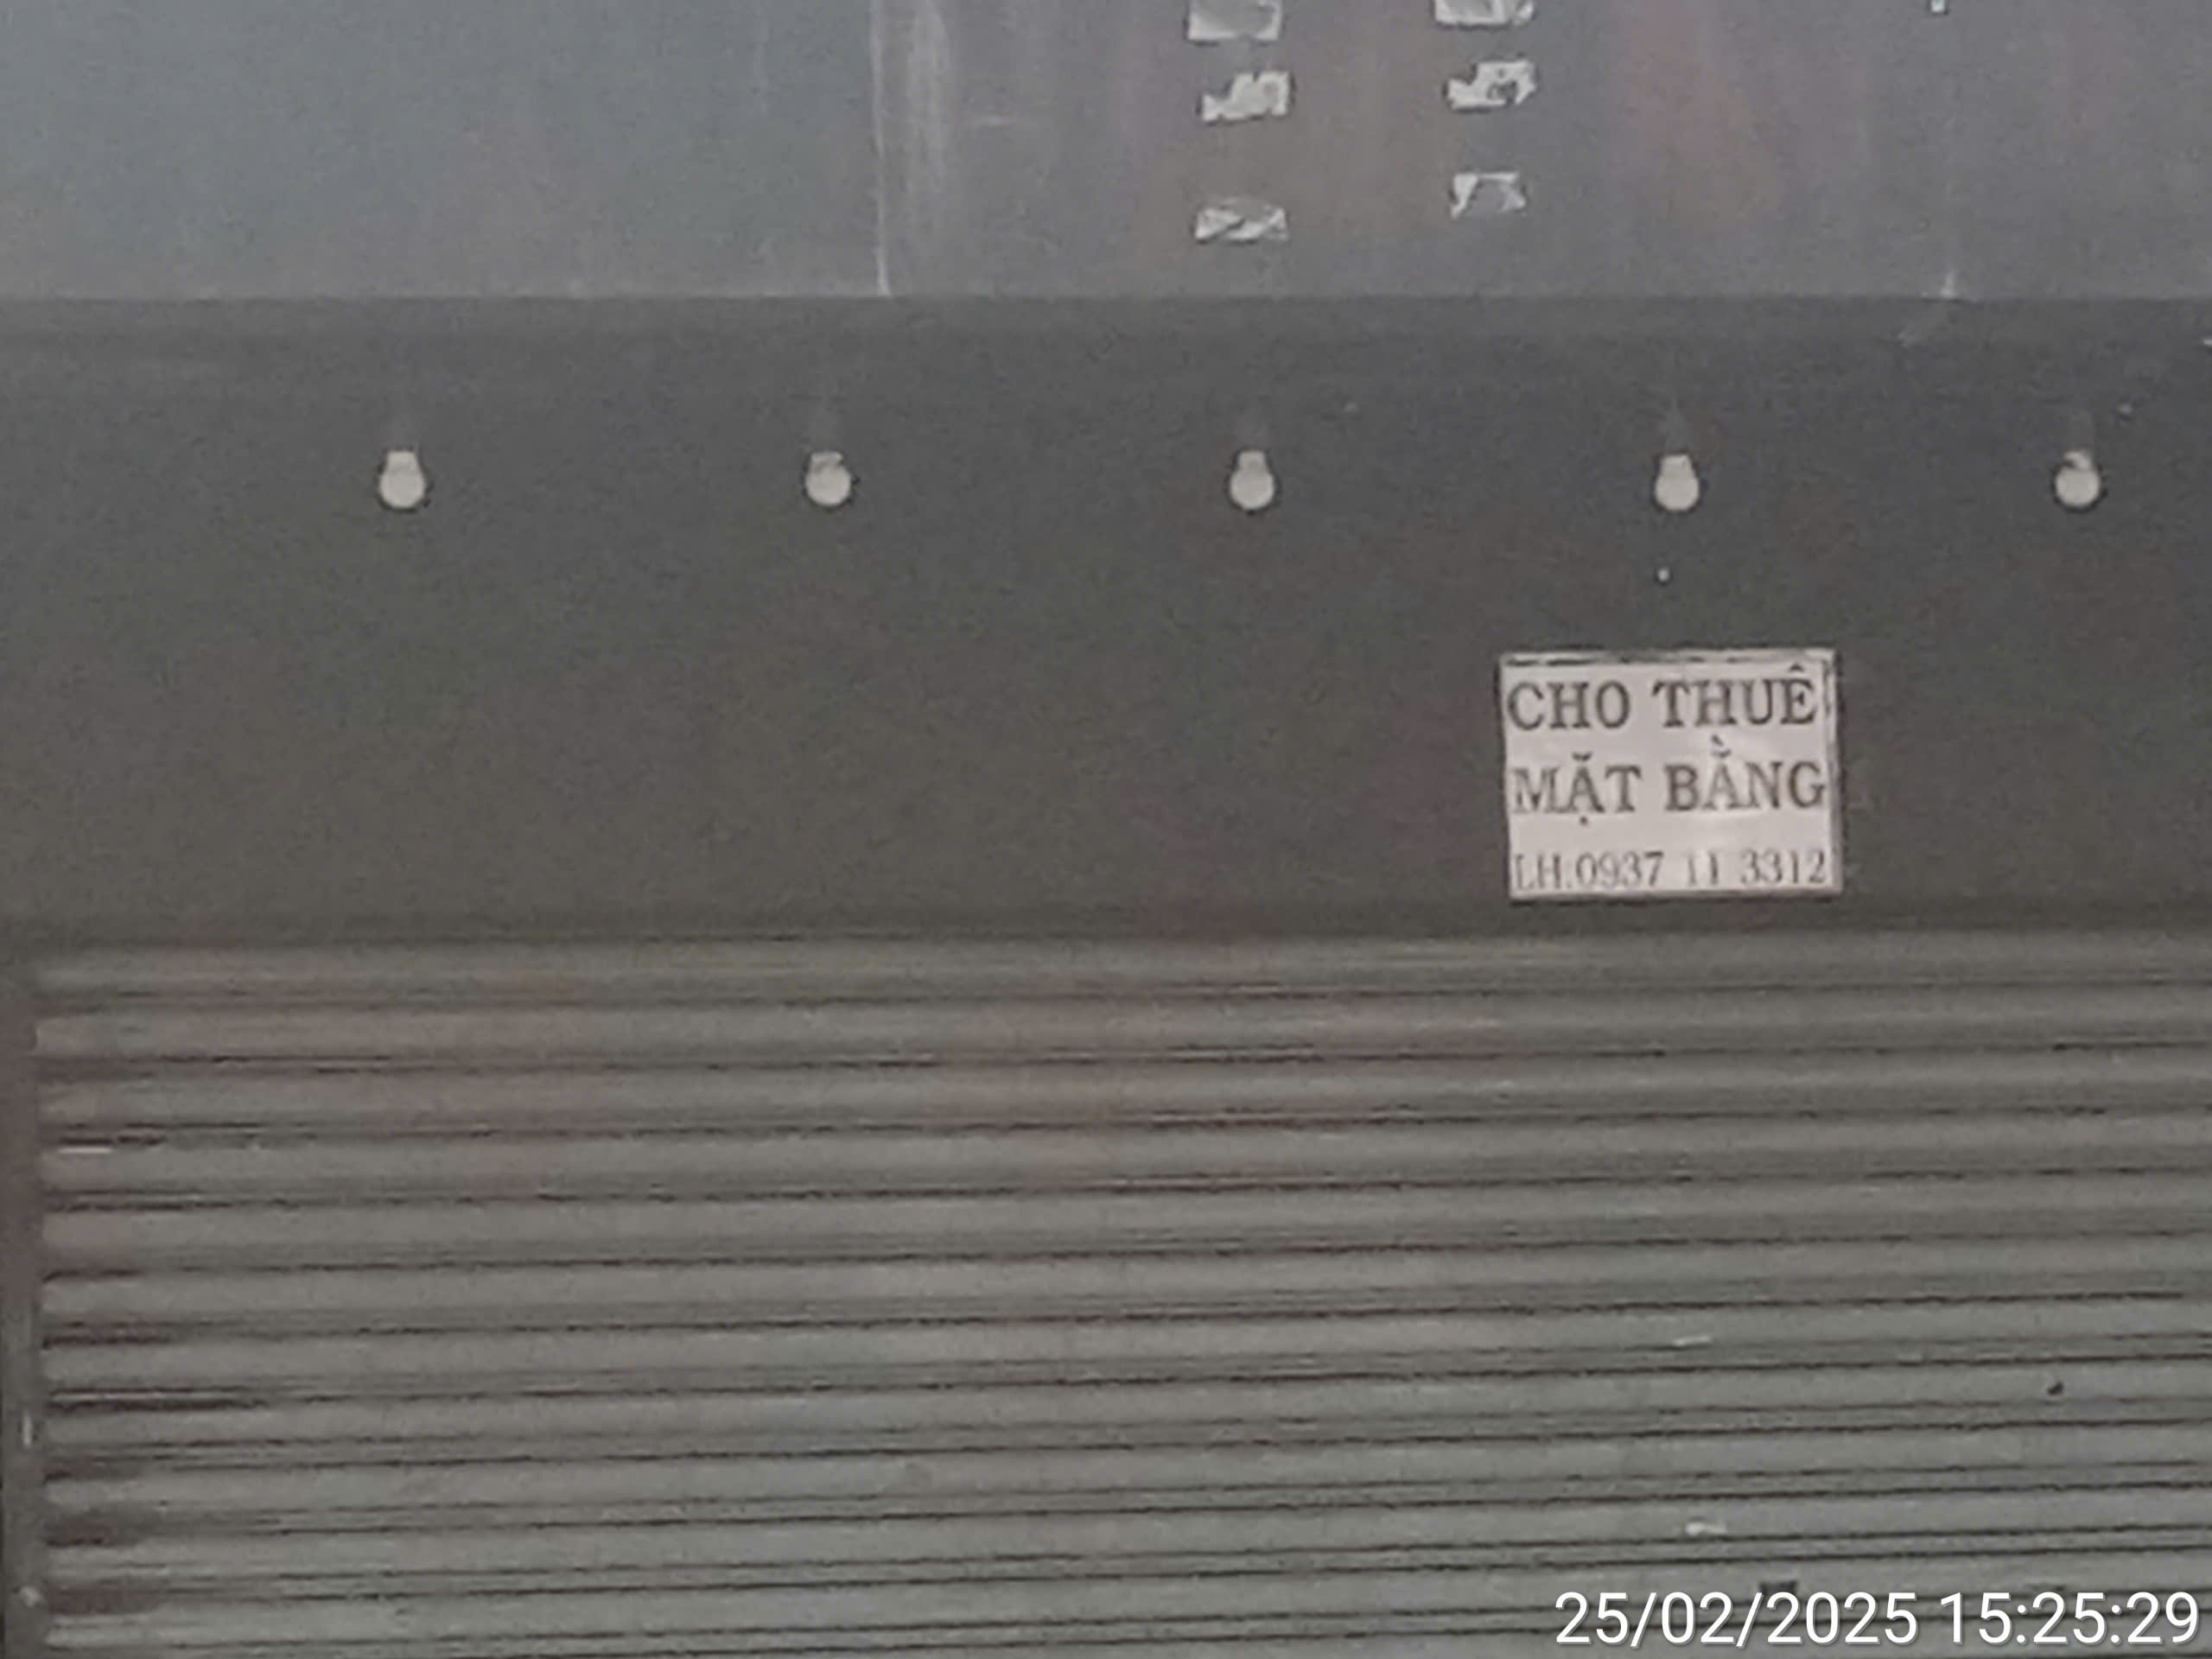 CHO THUÊ
MẶT BẰNG
LH.0937 11 3312
25/02/2025 15:25:29